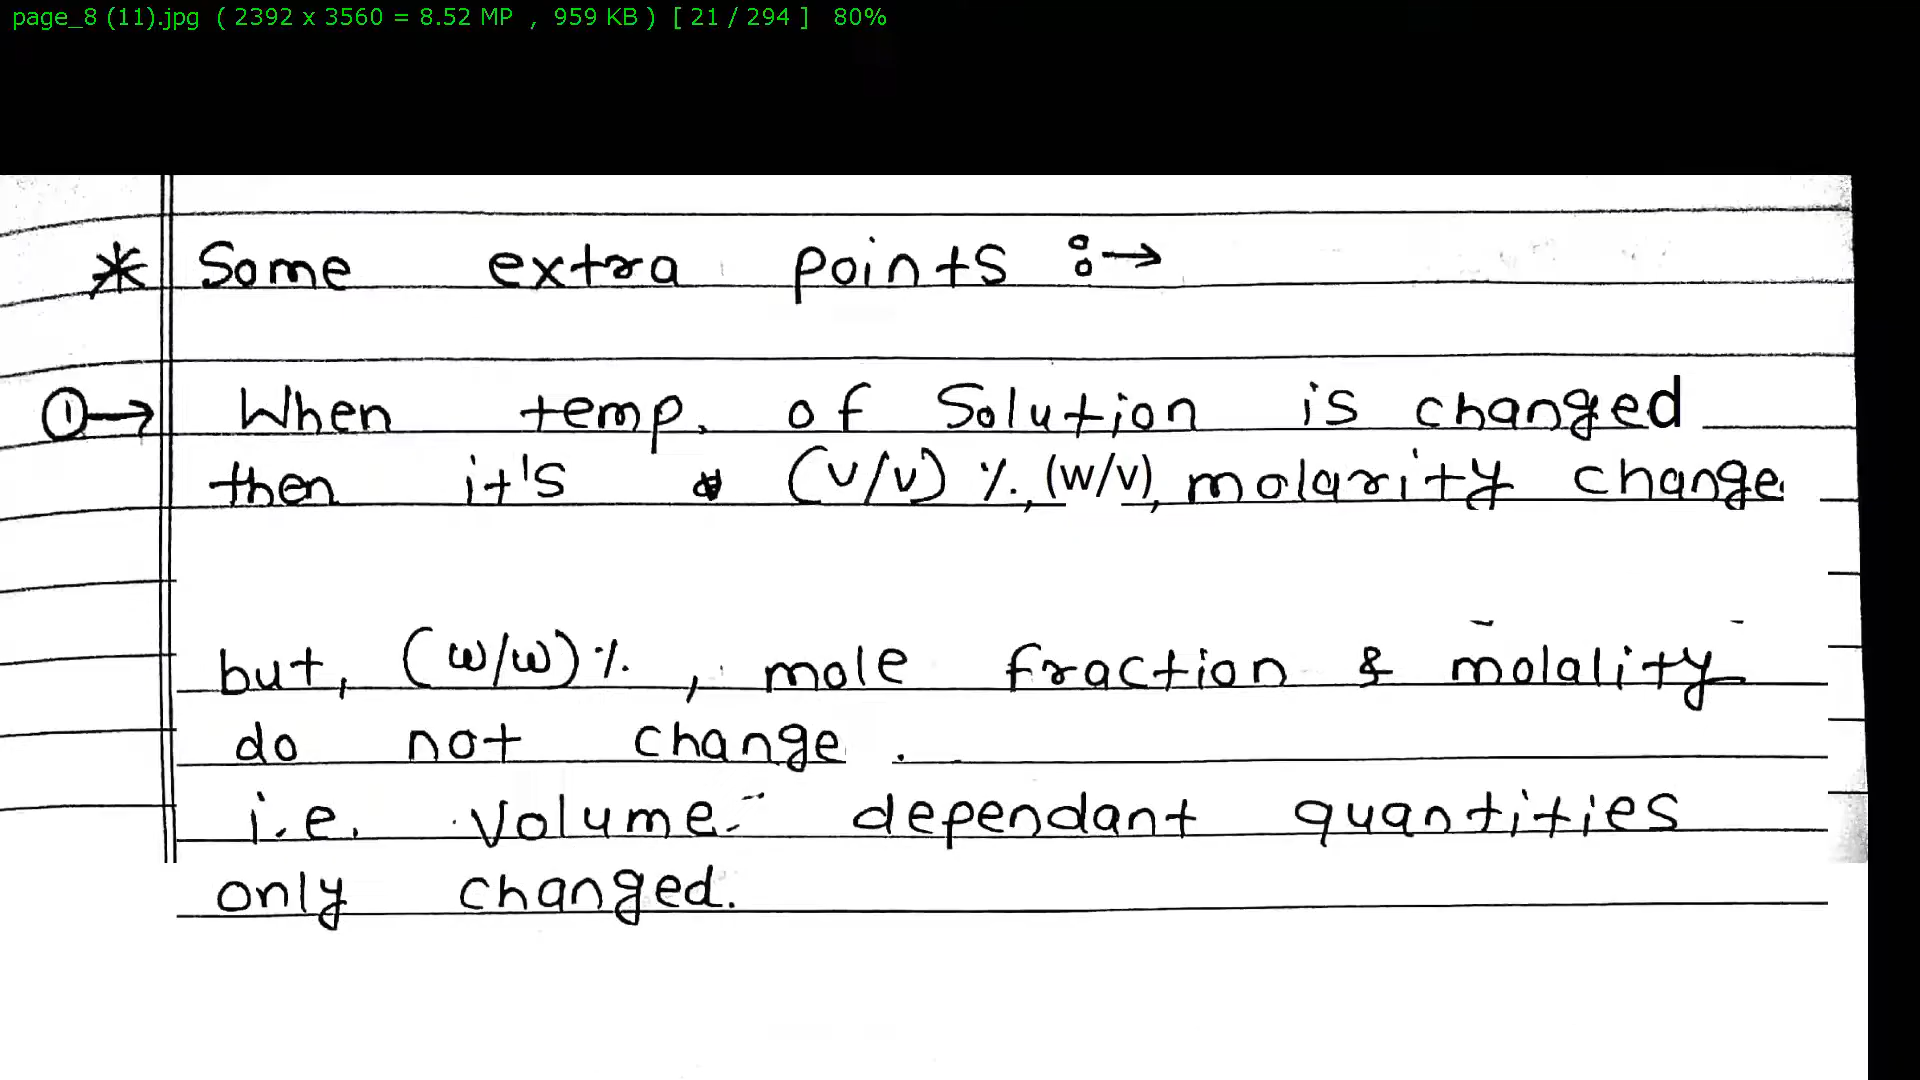 page_8 (11).jpg ( 2392 x 3560 = 8.52 MP , 959 KB ) [ 21 / 294 ] 80%
* Some extra points :→
① → When temp. of Solution is changed
then it's (v/v) %, (w/v), molarity change
but, (w/w) %, mole fraction & molality
do not change.
i.e. volume- dependant quantities
only changed.